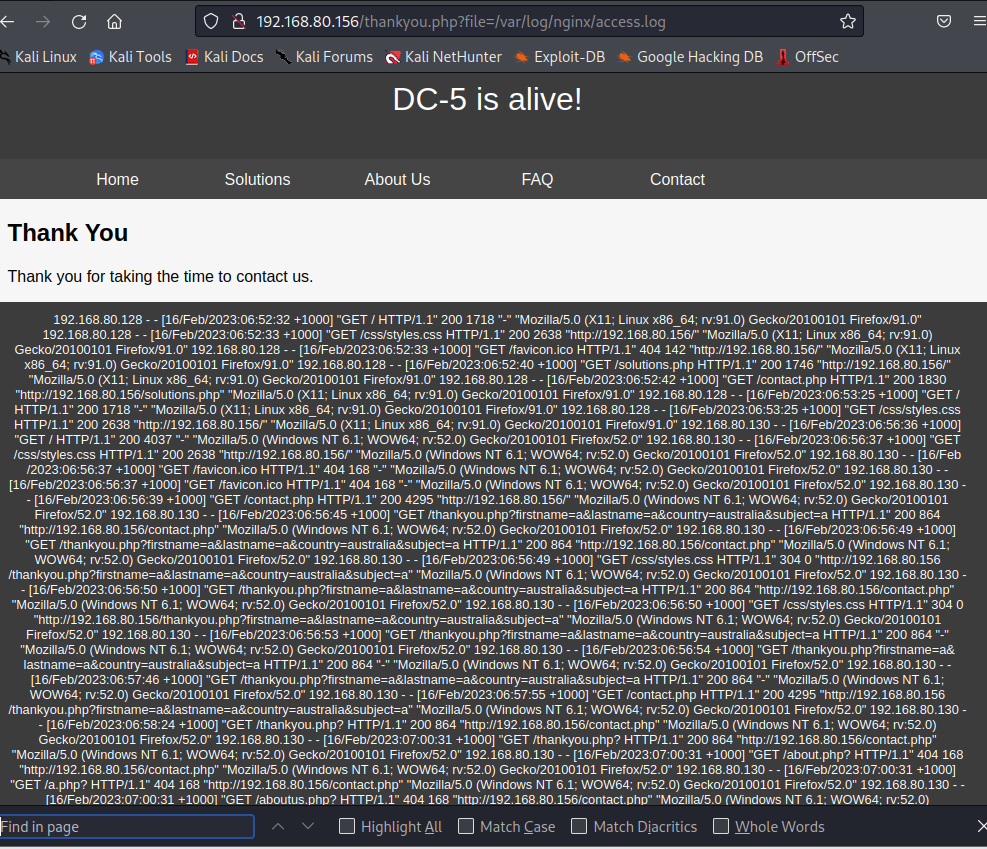 192.168.80.156/thankyou.php?file=/var/log/nginx/access.log
Kali Linux Kali Tools Kali Docs Kali Forums Kali NetHunter Exploit-DB Google Hacking DB OffSec
DC-5 is alive!
Home Solutions About Us FAQ Contact
Thank You
Thank you for taking the time to contact us.
192.168.80.128 - - [16/Feb/2023:06:52:32 +1000] "GET / HTTP/1.1" 200 1718 "-" "Mozilla/5.0 (X11; Linux x86_64; rv:91.0) Gecko/20100101 Firefox/91.0"
192.168.80.128 - - [16/Feb/2023:06:52:33 +1000] "GET /css/styles.css HTTP/1.1" 200 2638 "http://192.168.80.156/" "Mozilla/5.0 (X11; Linux x86_64; rv:91.0)
Gecko/20100101 Firefox/91.0" 192.168.80.128 - - [16/Feb/2023:06:52:33 +1000] "GET /favicon.ico HTTP/1.1" 404 142 "http://192.168.80.156/" "Mozilla/5.0 (X11; Linux
x86_64; rv:91.0) Gecko/20100101 Firefox/91.0" 192.168.80.128 - - [16/Feb/2023:06:52:40 +1000] "GET /solutions.php HTTP/1.1" 200 1746 "http://192.168.80.156/"
"Mozilla/5.0 (X11; Linux x86_64; rv:91.0) Gecko/20100101 Firefox/91.0" 192.168.80.128 - - [16/Feb/2023:06:52:42 +1000] "GET /contact.php HTTP/1.1" 200 1830
"http://192.168.80.156/solutions.php" "Mozilla/5.0 (X11; Linux x86_64; rv:91.0) Gecko/20100101 Firefox/91.0" 192.168.80.128 - - [16/Feb/2023:06:53:25 +1000] "GET /
HTTP/1.1" 200 1718 "-" "Mozilla/5.0 (X11; Linux x86_64; rv:91.0) Gecko/20100101 Firefox/91.0" 192.168.80.128 - - [16/Feb/2023:06:53:25 +1000] "GET /css/styles.css
HTTP/1.1" 200 2638 "http://192.168.80.156/" "Mozilla/5.0 (X11; Linux x86_64; rv:91.0) Gecko/20100101 Firefox/91.0" 192.168.80.130 - - [16/Feb/2023:06:56:36 +1000]
"GET / HTTP/1.1" 200 4037 "-" "Mozilla/5.0 (Windows NT 6.1; WOW64; rv:52.0) Gecko/20100101 Firefox/52.0" 192.168.80.130 - - [16/Feb/2023:06:56:37 +1000] "GET
/css/styles.css HTTP/1.1" 200 2638 "http://192.168.80.156/" "Mozilla/5.0 (Windows NT 6.1; WOW64; rv:52.0) Gecko/20100101 Firefox/52.0" 192.168.80.130 - - [16/Feb
/2023:06:56:37 +1000] "GET /favicon.ico HTTP/1.1" 404 168 "-" "Mozilla/5.0 (Windows NT 6.1; WOW64; rv:52.0) Gecko/20100101 Firefox/52.0" 192.168.80.130 - -
[16/Feb/2023:06:56:37 +1000] "GET /favicon.ico HTTP/1.1" 404 168 "-" "Mozilla/5.0 (Windows NT 6.1; WOW64; rv:52.0) Gecko/20100101 Firefox/52.0" 192.168.80.130 -
- [16/Feb/2023:06:56:39 +1000] "GET /contact.php HTTP/1.1" 200 4295 "http://192.168.80.156/" "Mozilla/5.0 (Windows NT 6.1; WOW64; rv:52.0) Gecko/20100101
Firefox/52.0" 192.168.80.130 - - [16/Feb/2023:06:56:45 +1000] "GET /thankyou.php?firstname=a&lastname=a&country=australia&subject=a HTTP/1.1" 200 864
"http://192.168.80.156/contact.php" "Mozilla/5.0 (Windows NT 6.1; WOW64; rv:52.0) Gecko/20100101 Firefox/52.0" 192.168.80.130 - - [16/Feb/2023:06:56:49 +1000]
"GET /thankyou.php?firstname=a&lastname=a&country=australia&subject=a HTTP/1.1" 200 864 "http://192.168.80.156/contact.php" "Mozilla/5.0 (Windows NT 6.1;
WOW64; rv:52.0) Gecko/20100101 Firefox/52.0" 192.168.80.130 - - [16/Feb/2023:06:56:49 +1000] "GET /css/styles.css HTTP/1.1" 304 0 "http://192.168.80.156
/thankyou.php?firstname=a&lastname=a&country=australia&subject=a" "Mozilla/5.0 (Windows NT 6.1; WOW64; rv:52.0) Gecko/20100101 Firefox/52.0" 192.168.80.130 -
- [16/Feb/2023:06:56:50 +1000] "GET /thankyou.php?firstname=a&lastname=a&country=australia&subject=a HTTP/1.1" 200 864 "http://192.168.80.156/contact.php"
"Mozilla/5.0 (Windows NT 6.1; WOW64; rv:52.0) Gecko/20100101 Firefox/52.0" 192.168.80.130 - - [16/Feb/2023:06:56:50 +1000] "GET /css/styles.css HTTP/1.1" 304 0
"http://192.168.80.156/thankyou.php?firstname=a&lastname=a&country=australia&subject=a" "Mozilla/5.0 (Windows NT 6.1; WOW64; rv:52.0) Gecko/20100101
Firefox/52.0" 192.168.80.130 - - [16/Feb/2023:06:56:53 +1000] "GET /thankyou.php?firstname=a&lastname=a&country=australia&subject=a HTTP/1.1" 200 864 "-"
"Mozilla/5.0 (Windows NT 6.1; WOW64; rv:52.0) Gecko/20100101 Firefox/52.0" 192.168.80.130 - - [16/Feb/2023:06:56:54 +1000] "GET /thankyou.php?firstname=a&
lastname=a&country=australia&subject=a HTTP/1.1" 200 864 "-" "Mozilla/5.0 (Windows NT 6.1; WOW64; rv:52.0) Gecko/20100101 Firefox/52.0" 192.168.80.130 - -
[16/Feb/2023:06:57:46 +1000] "GET /thankyou.php?firstname=a&lastname=a&country=australia&subject=a HTTP/1.1" 200 864 "-" "Mozilla/5.0 (Windows NT 6.1;
WOW64; rv:52.0) Gecko/20100101 Firefox/52.0" 192.168.80.130 - - [16/Feb/2023:06:57:55 +1000] "GET /contact.php HTTP/1.1" 200 4295 "http://192.168.80.156
/thankyou.php?firstname=a&lastname=a&country=australia&subject=a" "Mozilla/5.0 (Windows NT 6.1; WOW64; rv:52.0) Gecko/20100101 Firefox/52.0" 192.168.80.130 -
- [16/Feb/2023:06:58:24 +1000] "GET /thankyou.php? HTTP/1.1" 200 864 "http://192.168.80.156/contact.php" "Mozilla/5.0 (Windows NT 6.1; WOW64; rv:52.0)
Gecko/20100101 Firefox/52.0" 192.168.80.130 - - [16/Feb/2023:07:00:31 +1000] "GET /thankyou.php? HTTP/1.1" 200 864 "http://192.168.80.156/contact.php"
"Mozilla/5.0 (Windows NT 6.1; WOW64; rv:52.0) Gecko/20100101 Firefox/52.0" 192.168.80.130 - - [16/Feb/2023:07:00:31 +1000] "GET /about.php? HTTP/1.1" 404 168
"http://192.168.80.156/contact.php" "Mozilla/5.0 (Windows NT 6.1; WOW64; rv:52.0) Gecko/20100101 Firefox/52.0" 192.168.80.130 - - [16/Feb/2023:07:00:31 +1000]
"GET /a.php? HTTP/1.1" 404 168 "http://192.168.80.156/contact.php" "Mozilla/5.0 (Windows NT 6.1; WOW64; rv:52.0) Gecko/20100101 Firefox/52.0" 192.168.80.130 - -
[16/Feb/2023:07:00:31 +1000] "GET /aboutus.php? HTTP/1.1" 404 168 "http://192.168.80.156/contact.php" "Mozilla/5.0 (Windows NT 6.1; WOW64; rv:52.0)
Find in page Highlight All Match Case Match Diacritics Whole Words